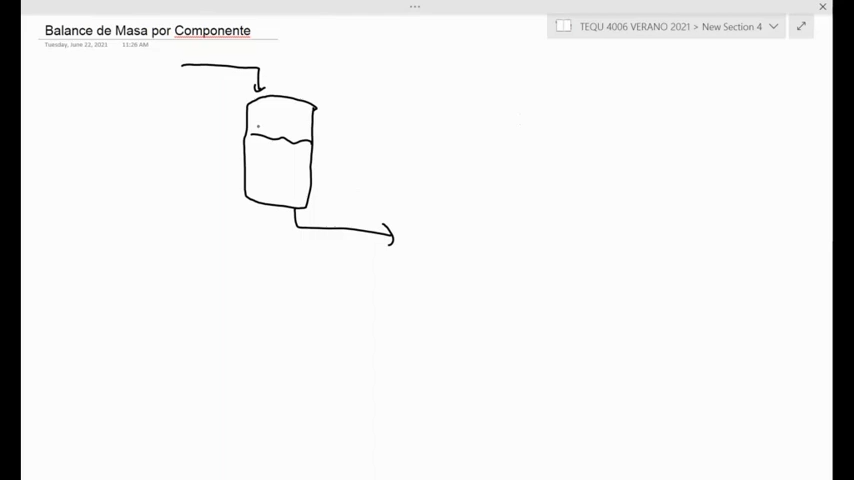 Balance de Masa por Componente
TEQU 4006 VERANO 2021 > New Section 4
Tuesday, June 22, 2021 11:26 AM